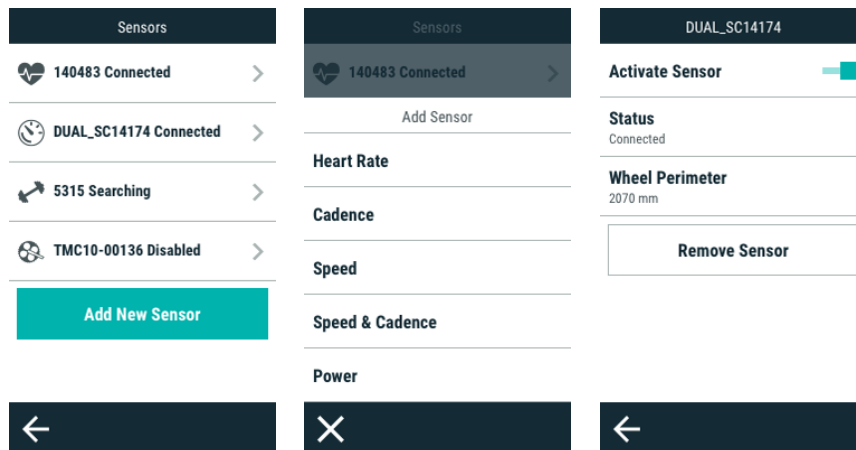 Sensors
140483 Connected
DUAL_SC14174 Connected
5315 Searching
TMC10-00136 Disabled
Add New Sensor
Sensors
140483 Connected
Add Sensor
Heart Rate
Cadence
Speed
Speed & Cadence
Power
DUAL_SC14174
Activate Sensor
Status
Connected
Wheel Perimeter
2070 mm
Remove Sensor